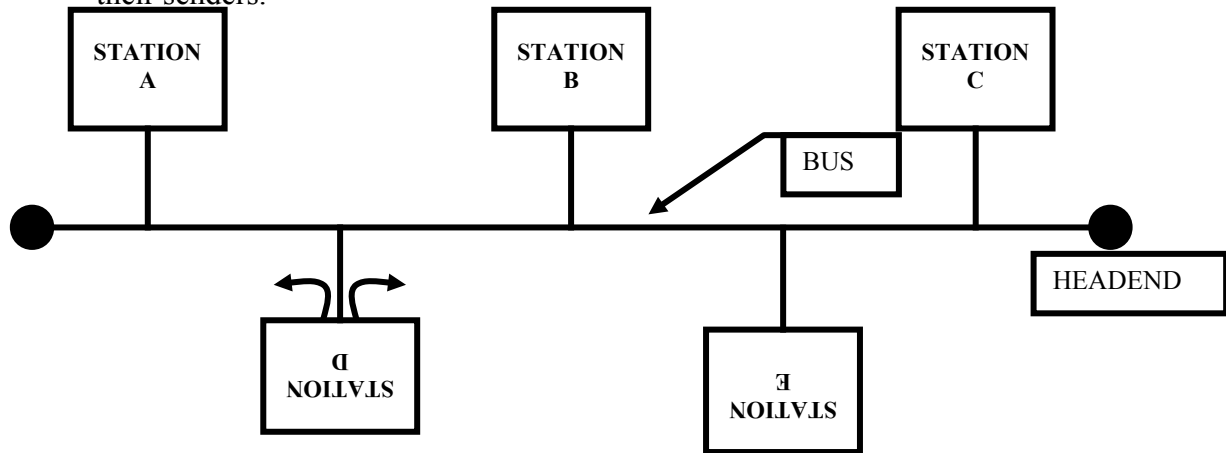 their senders.
STATION
A
STATION
B
STATION
C
BUS
HEADEND
STATION
D
STATION
E